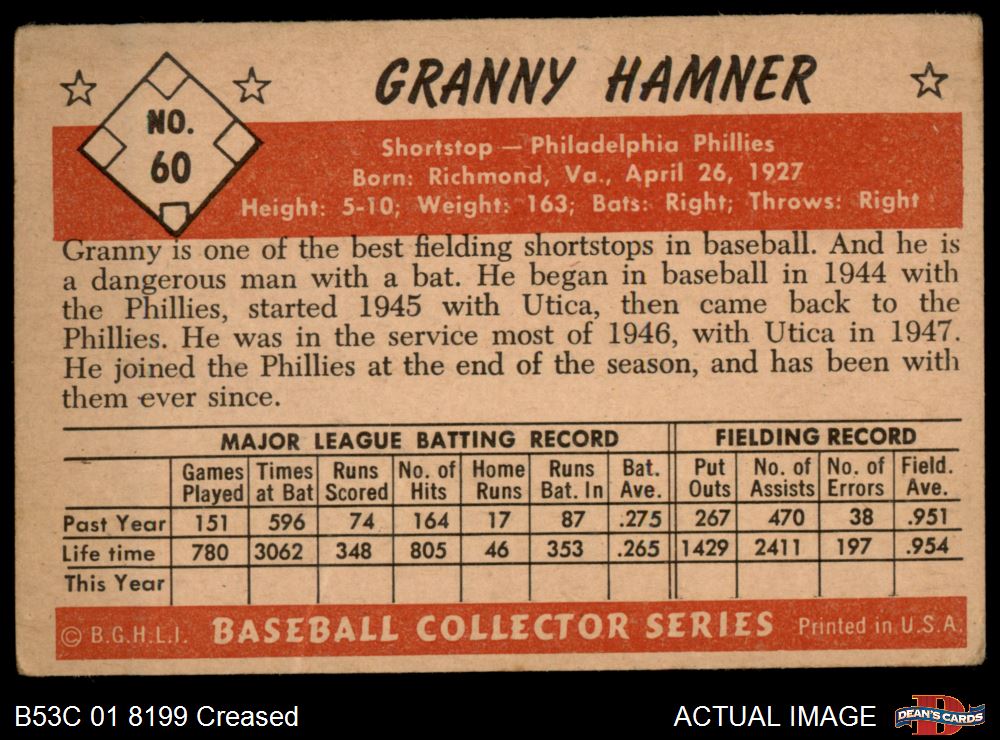 GRANNY HAMNER
NO.
60
Shortstop — Philadelphia Phillies
Born: Richmond, Va., April 26, 1927
Height: 5-10; Weight: 163; Bats: Right; Throws: Right
Granny is one of the best fielding shortstops in baseball. And he is
a dangerous man with a bat. He began in baseball in 1944 with
the Phillies, started 1945 with Utica, then came back to the
Phillies. He was in the service most of 1946, with Utica in 1947.
He joined the Phillies at the end of the season, and has been with
them ever since.
MAJOR LEAGUE BATTING RECORD FIELDING RECORD
Games Times Runs No. of Home Runs Bat. Put No. of No. of Field.
Played at Bat Scored Hits Runs Bat. In Ave. Outs Assists Errors Ave.
Past Year 151 596 74 164 17 87 .275 267 470 38 .951
Life time 780 3062 348 805 46 353 .265 1429 2411 197 .954
This Year
© B.G.H.L.I. BASEBALL COLLECTOR SERIES Printed in U.S.A.
B53C 01 8199 Creased ACTUAL IMAGE D DEAN'S CARDS